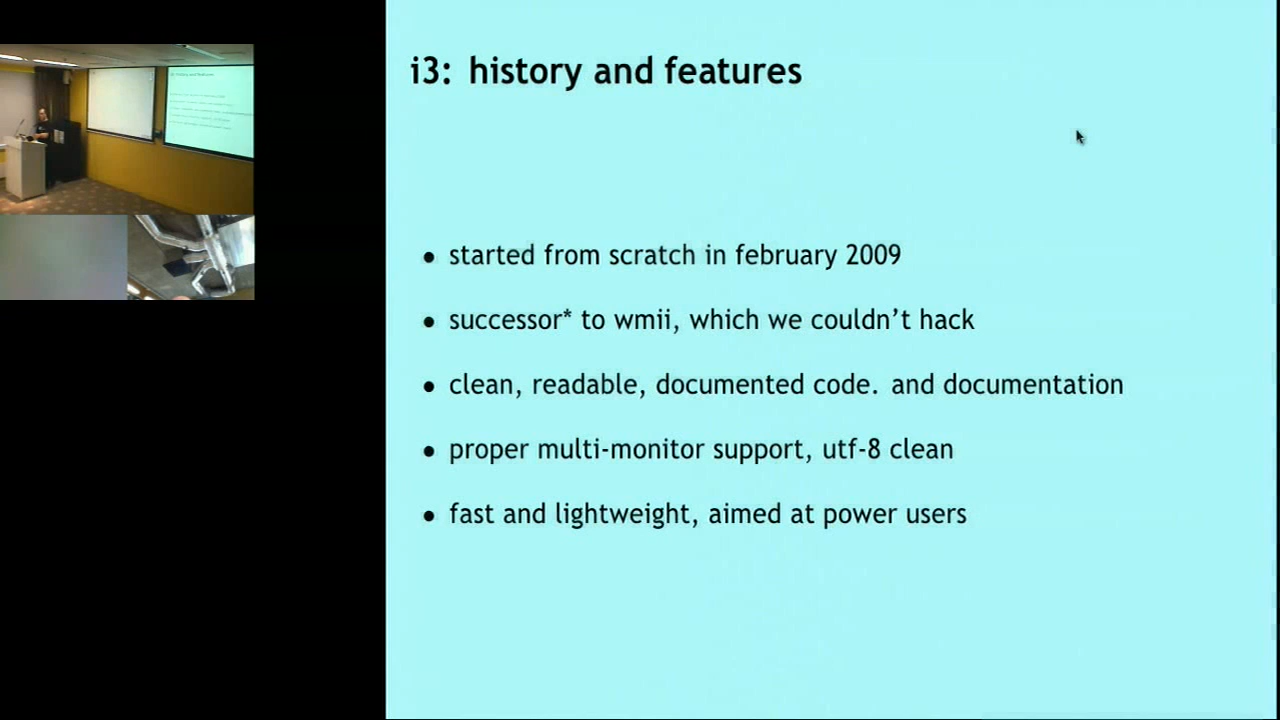 i3: history and features
• started from scratch in february 2009
• successor* to wmii, which we couldn't hack
• clean, readable, documented code. and documentation
• proper multi-monitor support, utf-8 clean
• fast and lightweight, aimed at power users